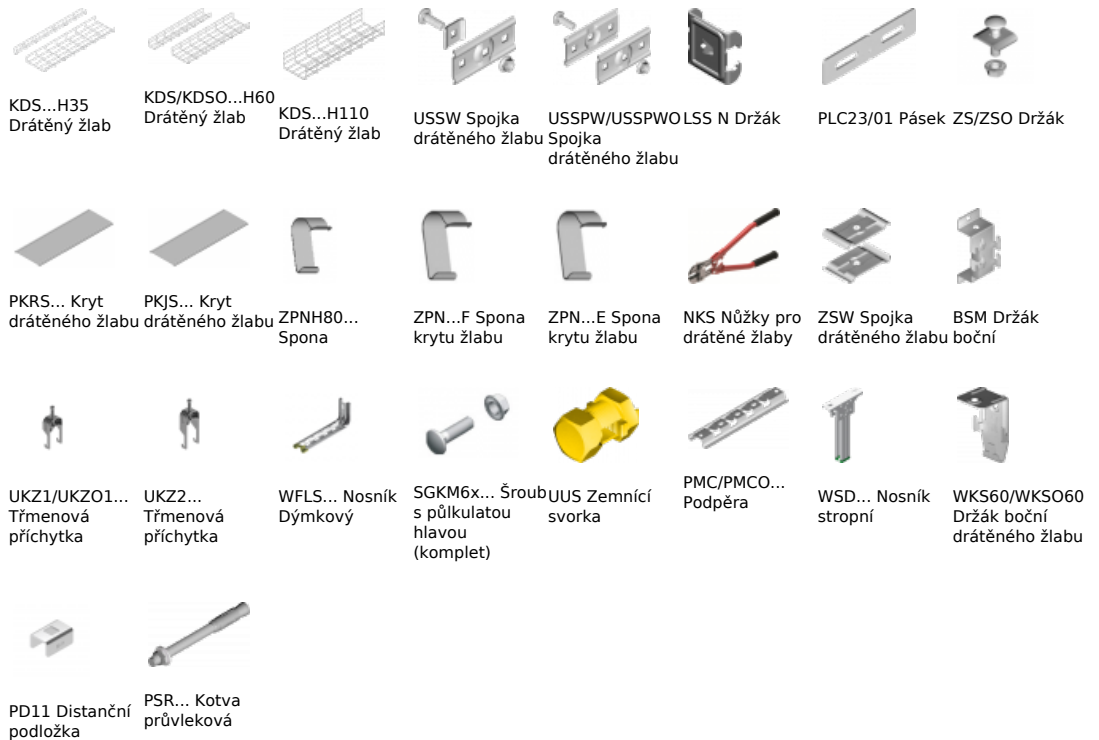 KDS...H35
Drátěný žlab
KDS/KDSO...H60
Drátěný žlab
KDS...H110
Drátěný žlab
USSW Spojka
drátěného žlabu
USSPW/USSPWO
Spojka
drátěného žlabu
LSS N Držák
PLC23/01 Pásek
ZS/ZSO Držák
PKRS... Kryt
drátěného žlabu
PKJS... Kryt
drátěného žlabu
ZPNH80...
Spona
ZPN...F Spona
krytu žlabu
ZPN...E Spona
krytu žlabu
NKS Nůžky pro
drátěné žlaby
ZSW Spojka
drátěného žlabu
BSM Držák
boční
UKZ1/UKZO1...
Třmenová
příchytka
UKZ2...
Třmenová
příchytka
WFLS... Nosník
Dýmkový
SGKM6x... Šroub
s půlkulatou
hlavou
(komplet)
UUS Zemnící
svorka
PMC/PMCO...
Podpěra
WSD... Nosník
stropní
WKS60/WKSO60
Držák boční
drátěného žlabu
PD11 Distanční
podložka
PSR... Kotva
průvleková